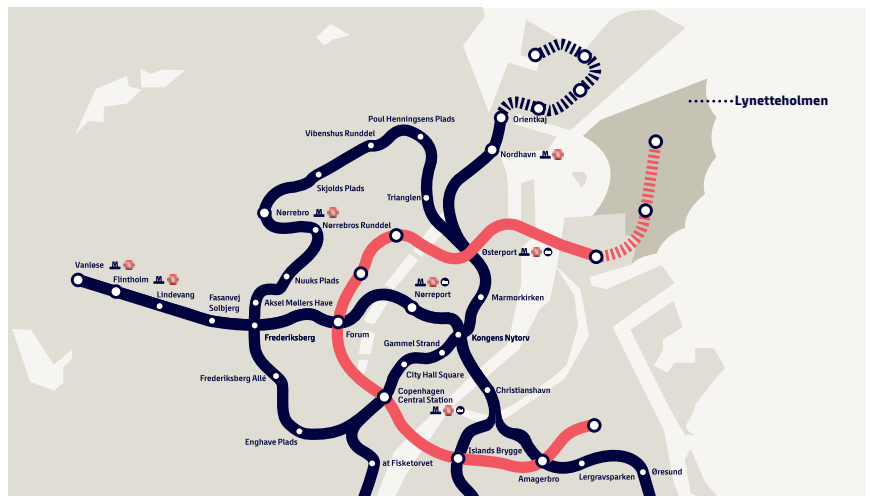 Lynetteholmen
Orientkaj
Poul Henningsens Plads
Vibenshus Runddel
Nordhavn
Skjolds Plads
Trianglen
Nørrebro
Nørrebros Runddel
Østerport
Vanløse
Flintholm
Lindevang
Fasanvej
Solbjerg
Nuuks Plads
Aksel Møllers Have
Nørreport
Marmorkirken
Frederiksberg
Forum
Gammel Strand
Kongens Nytorv
City Hall Square
Frederiksberg Allé
Copenhagen
Central Station
Christianshavn
Enghave Plads
Islands Brygge
at Fisketorvet
Amagerbro
Lergravsparken
Øresund